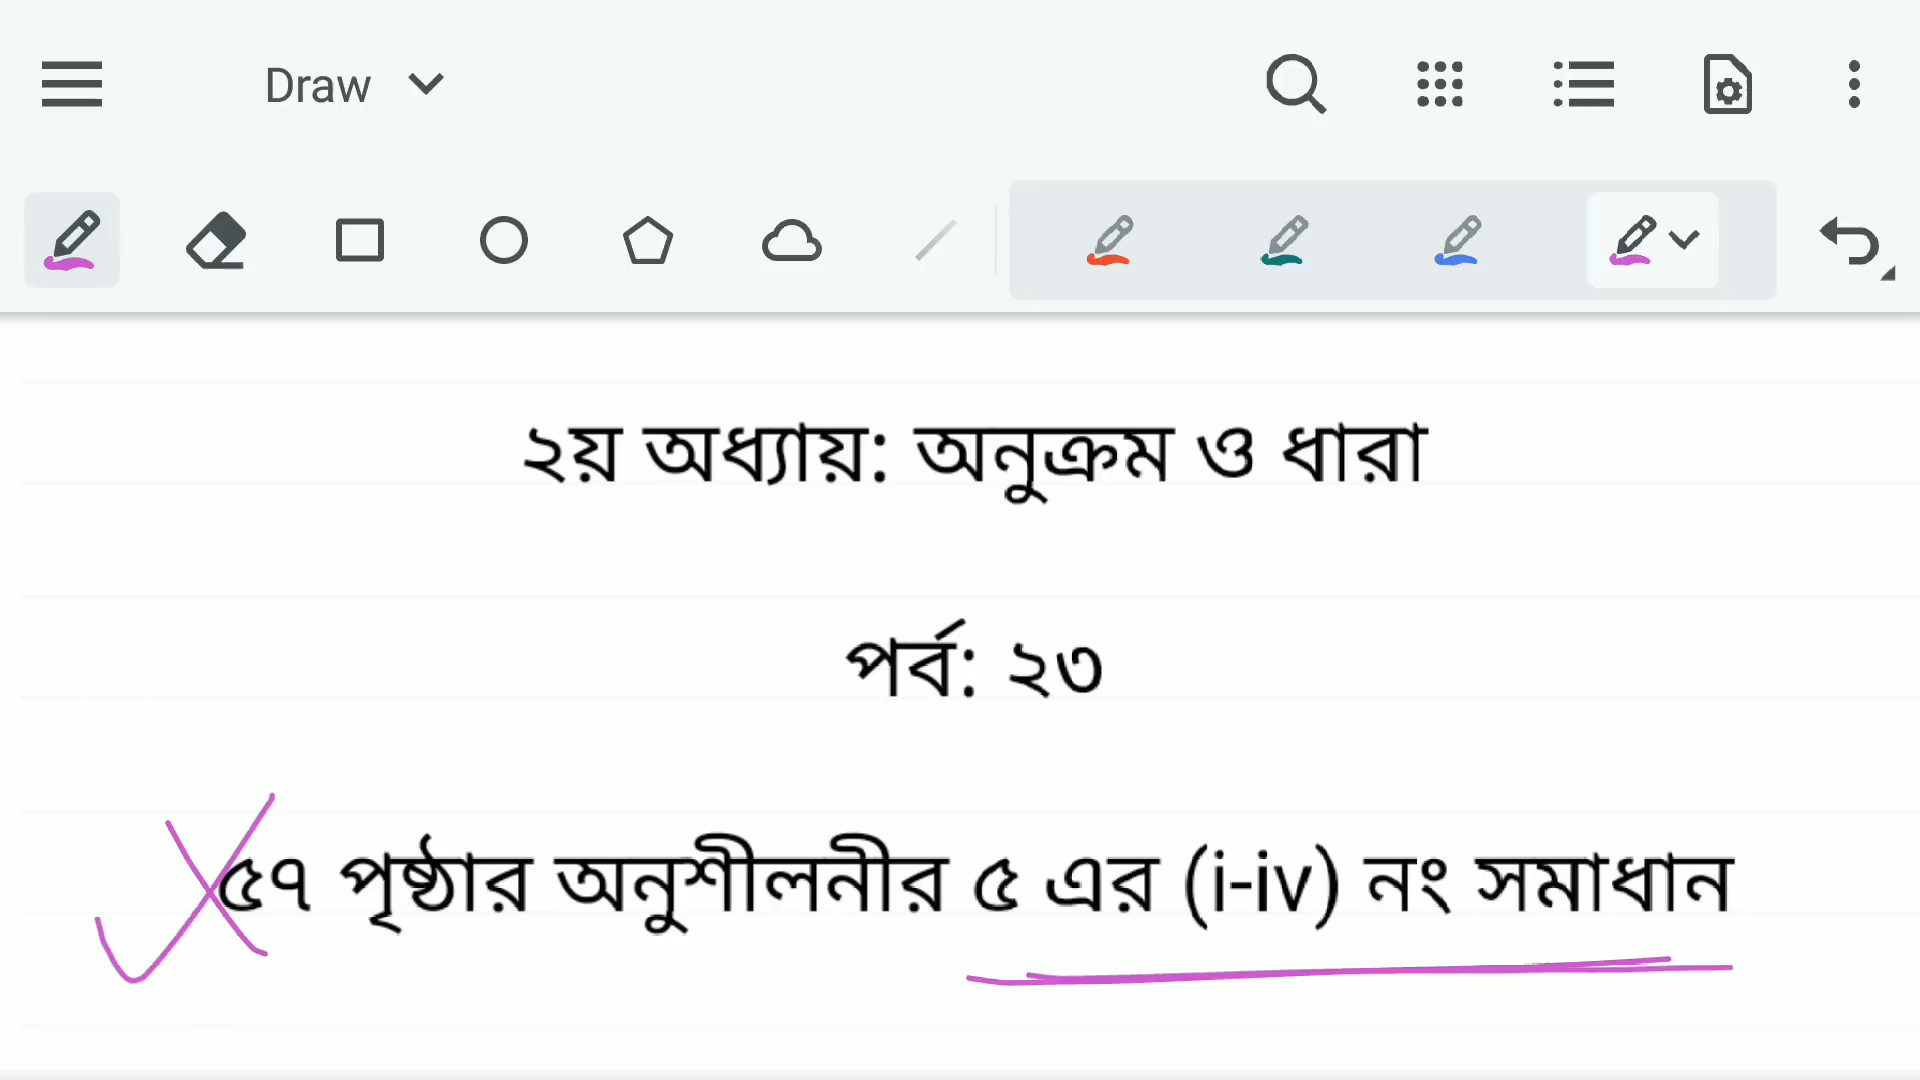 Draw
২য় অধ্যায়: অনুক্রম ও ধারা
পর্ব: ২৩
৫৭ পৃষ্ঠার অনুশীলনীর ৫ এর (i-iv) নং সমাধান